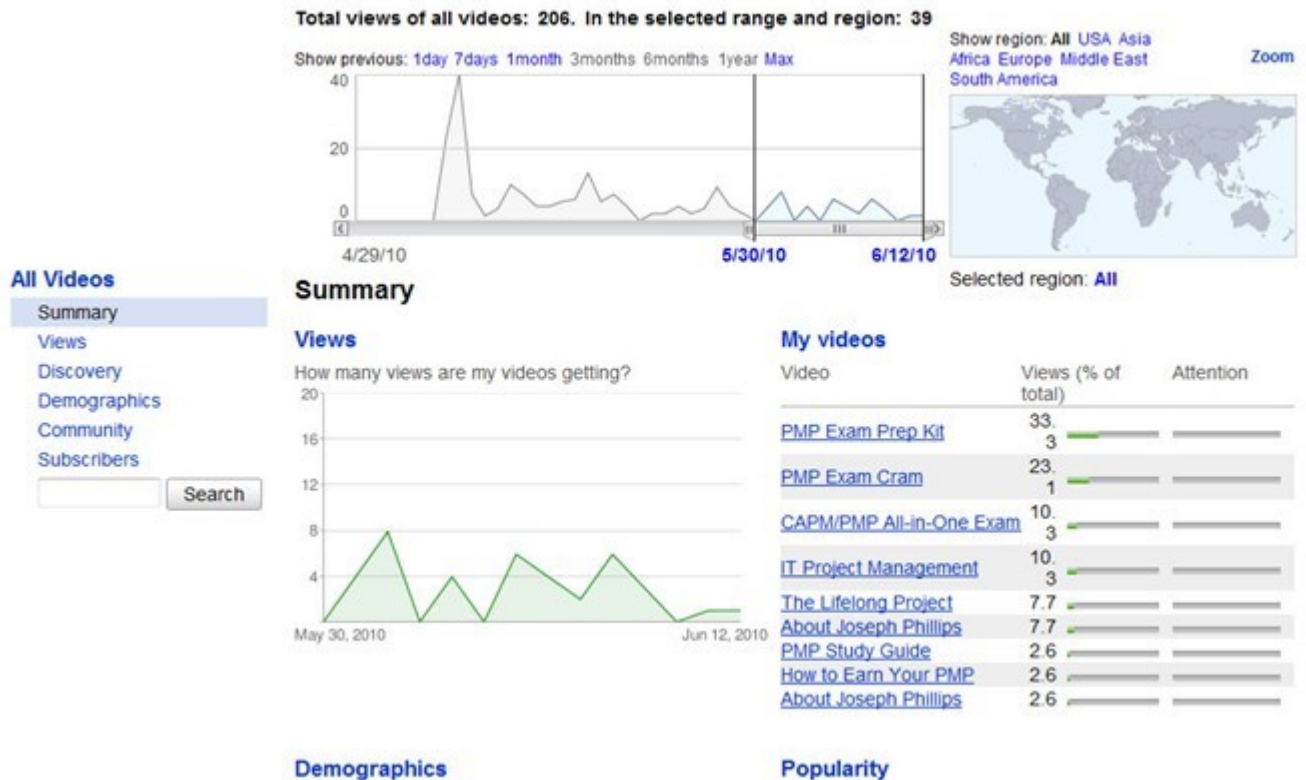 Total views of all videos: 206. In the selected range and region: 39
Show previous: 1day 7days 1month 3months 6months 1year Max
40
20
0
4/29/10
5/30/10
6/12/10
Show region: All USA Asia
Africa Europe Middle East
South America
Zoom
Selected region: All
All Videos
Summary
Views
Discovery
Demographics
Community
Subscribers
Search
Summary
Views
How many views are my videos getting?
20
16
12
8
4
May 30, 2010
Jun 12, 2010
My videos
Video Views (% of Attention
total)
PMP Exam Prep Kit 33.
3
PMP Exam Cram 23.
1
CAPM/PMP All-in-One Exam 10.
3
IT Project Management 10.
3
The Lifelong Project 7.7
About Joseph Phillips 7.7
PMP Study Guide 2.6
How to Earn Your PMP 2.6
About Joseph Phillips 2.6
Demographics
Popularity